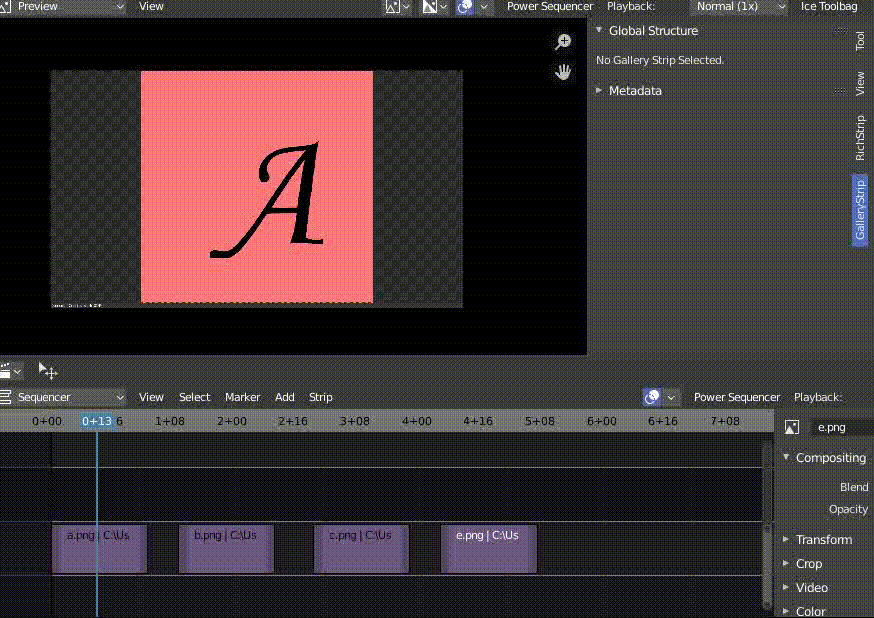 Preview View Power Sequencer Playback: Normal (1x) Ice Toolbag
Global Structure
No Gallery Strip Selected.
Metadata
Tool
View
RichStrip
GalleryStrip
A
Sequencer View Select Marker Add Strip Power Sequencer Playback:
0+00 0+13 6 1+08 2+00 2+16 3+08 4+00 4+16 5+08 6+00 6+16 7+08
e.png
Compositing
Blend
Opacity
a.png | C:\Us b.png | C:\Us c.png | C:\Us e.png | C:\Us
Transform
Crop
Video
Color